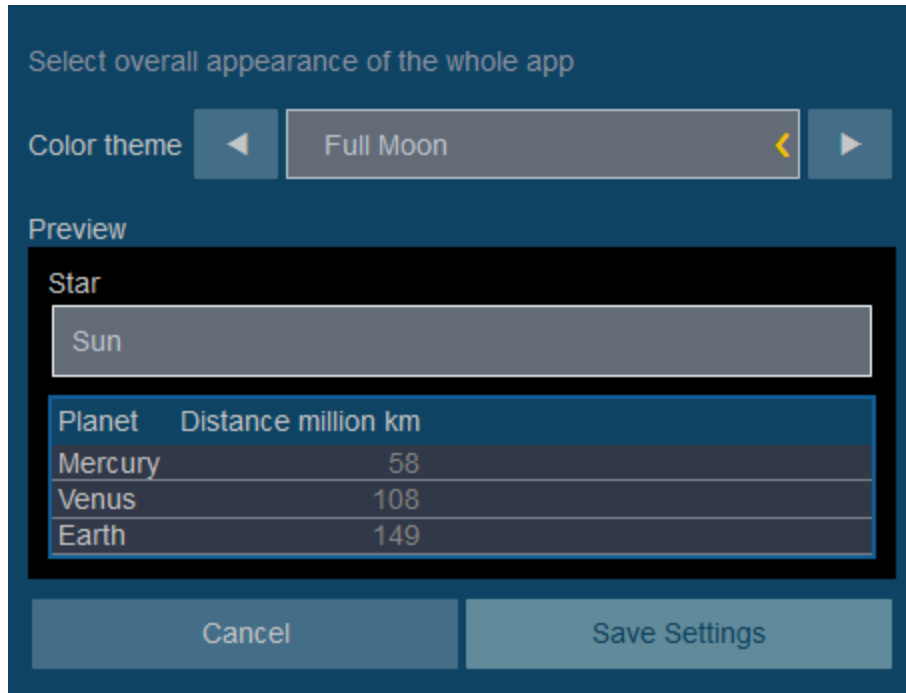 Select overall appearance of the whole app
Color theme Full Moon
Preview
Star
Sun
Planet Distance million km
Mercury 58
Venus 108
Earth 149
Cancel Save Settings